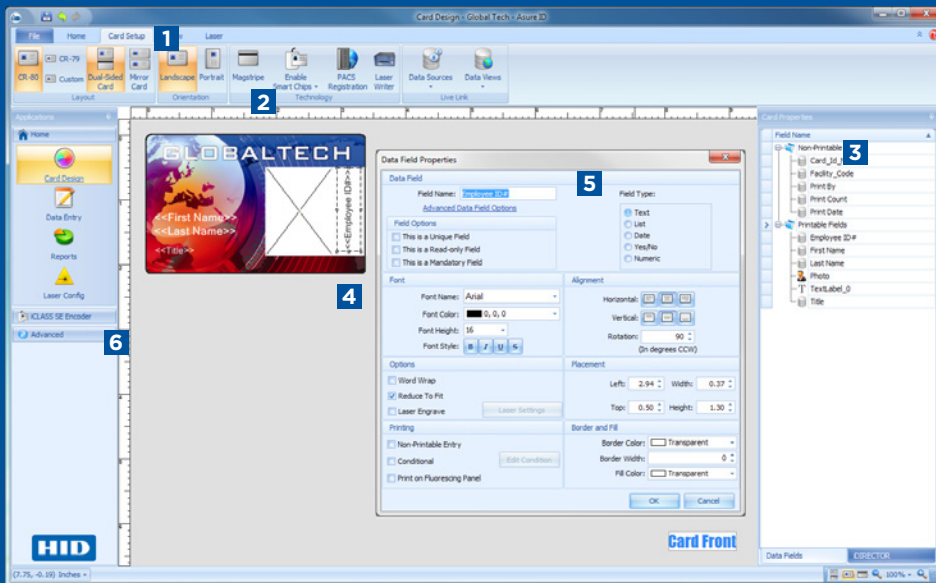 Card Design - Global Tech - Asure ID
File Home Card Setup 1 Laser
CR-80 CR-79 Custom Dual-Sided Card Mirror Card Landscape Portrait Magstripe Enable Smart Chips PACS Registration Laser Writer Data Sources Data Views
Layout Orientation 2 Technology Live Link
Applications
Home
Card Design
Data Entry
Reports
Laser Config
iCLASS SE Encoder
Advanced
6
HID
(7.75, -0.19) Inches
GLOBALTECH
<<First Name>>
<<Last Name>>
<<Title>>
<<Employee ID#>>
4
Data Field Properties
5
Data Field
Field Name: Employee ID#
Advanced Data Field Options
Field Options
This is a Unique Field
This is a Read-only Field
This is a Mandatory Field
Field Type:
Text
List
Date
Yes/No
Numeric
Font
Font Name: Arial
Font Color: 0, 0, 0
Font Height: 16
Font Style: B I U S
Alignment
Horizontal:
Vertical:
Rotation: 90
(In degrees CCW)
Options
Word Wrap
Reduce To Fit
Laser Engrave Laser Settings
Placement
Left: 2.94 Width: 0.37
Top: 0.50 Height: 1.30
Printing
Non-Printable Entry
Conditional Edit Condition
Print on Fluorescing Panel
Border and Fill
Border Color: Transparent
Border Width: 0
Fill Color: Transparent
OK Cancel
Card Front
Card Properties
Field Name
3
Non-Printable
Card_Id_
Facility_Code
Print By
Print Count
Print Date
Printable Fields
Employee ID#
First Name
Last Name
Photo
TextLabel_0
Title
Data Fields DIRECTOR
100%